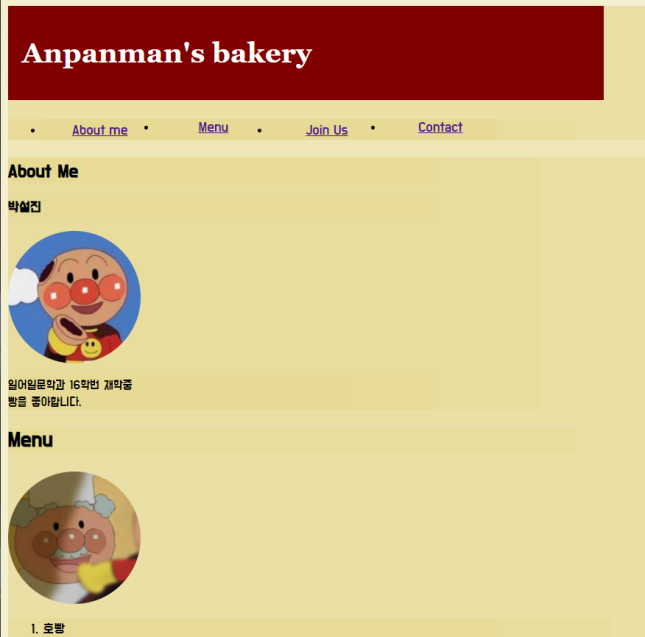 Anpanman's bakery
About me
Menu
Join Us
Contact
About Me
박설진
일어일문학과 16학번 재학중
빵을 좋아합니다.
Menu
1. 호빵